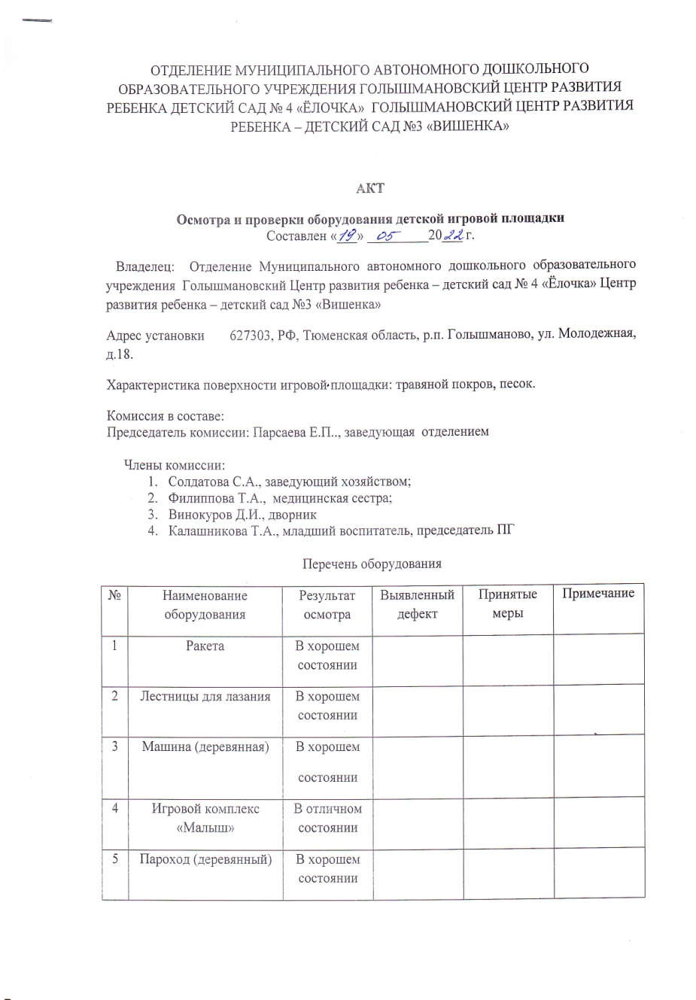 ОТДЕЛЕНИЕ МУНИЦИПАЛЬНОГО АВТОНОМНОГО ДОШКОЛЬНОГО
ОБРАЗОВАТЕЛЬНОГО УЧРЕЖДЕНИЯ ГОЛЫШМАНОВСКИЙ ЦЕНТР РАЗВИТИЯ
РЕБЕНКА ДЕТСКИЙ САД № 4 «ЁЛОЧКА» ГОЛЫШМАНОВСКИЙ ЦЕНТР РАЗВИТИЯ
РЕБЕНКА – ДЕТСКИЙ САД №3 «ВИШЕНКА»
АКТ
Осмотра и проверки оборудования детской игровой площадки
Составлен «19» 05 2022 г.
Владелец: Отделение Муниципального автономного дошкольного образовательного
учреждения Голышмановский Центр развития ребенка – детский сад № 4 «Ёлочка» Центр
развития ребенка – детский сад №3 «Вишенка»
Адрес установки 627303, РФ, Тюменская область, р.п. Голышманово, ул. Молодежная,
д.18.
Характеристика поверхности игровой площадки: травяной покров, песок.
Комиссия в составе:
Председатель комиссии: Парсаева Е.П.., заведующая отделением
Члены комиссии:
1. Солдатова С.А., заведующий хозяйством;
2. Филиппова Т.А., медицинская сестра;
3. Винокуров Д.И., дворник
4. Калашникова Т.А., младший воспитатель, председатель ПГ
Перечень оборудования
№ Наименование Результат Выявленный Принятые Примечание
оборудования осмотра дефект меры
1 Ракета В хорошем
состоянии
2 Лестницы для лазания В хорошем
состоянии
3 Машина (деревянная) В хорошем
состоянии
4 Игровой комплекс В отличном
«Малыш» состоянии
5 Пароход (деревянный) В хорошем
состоянии